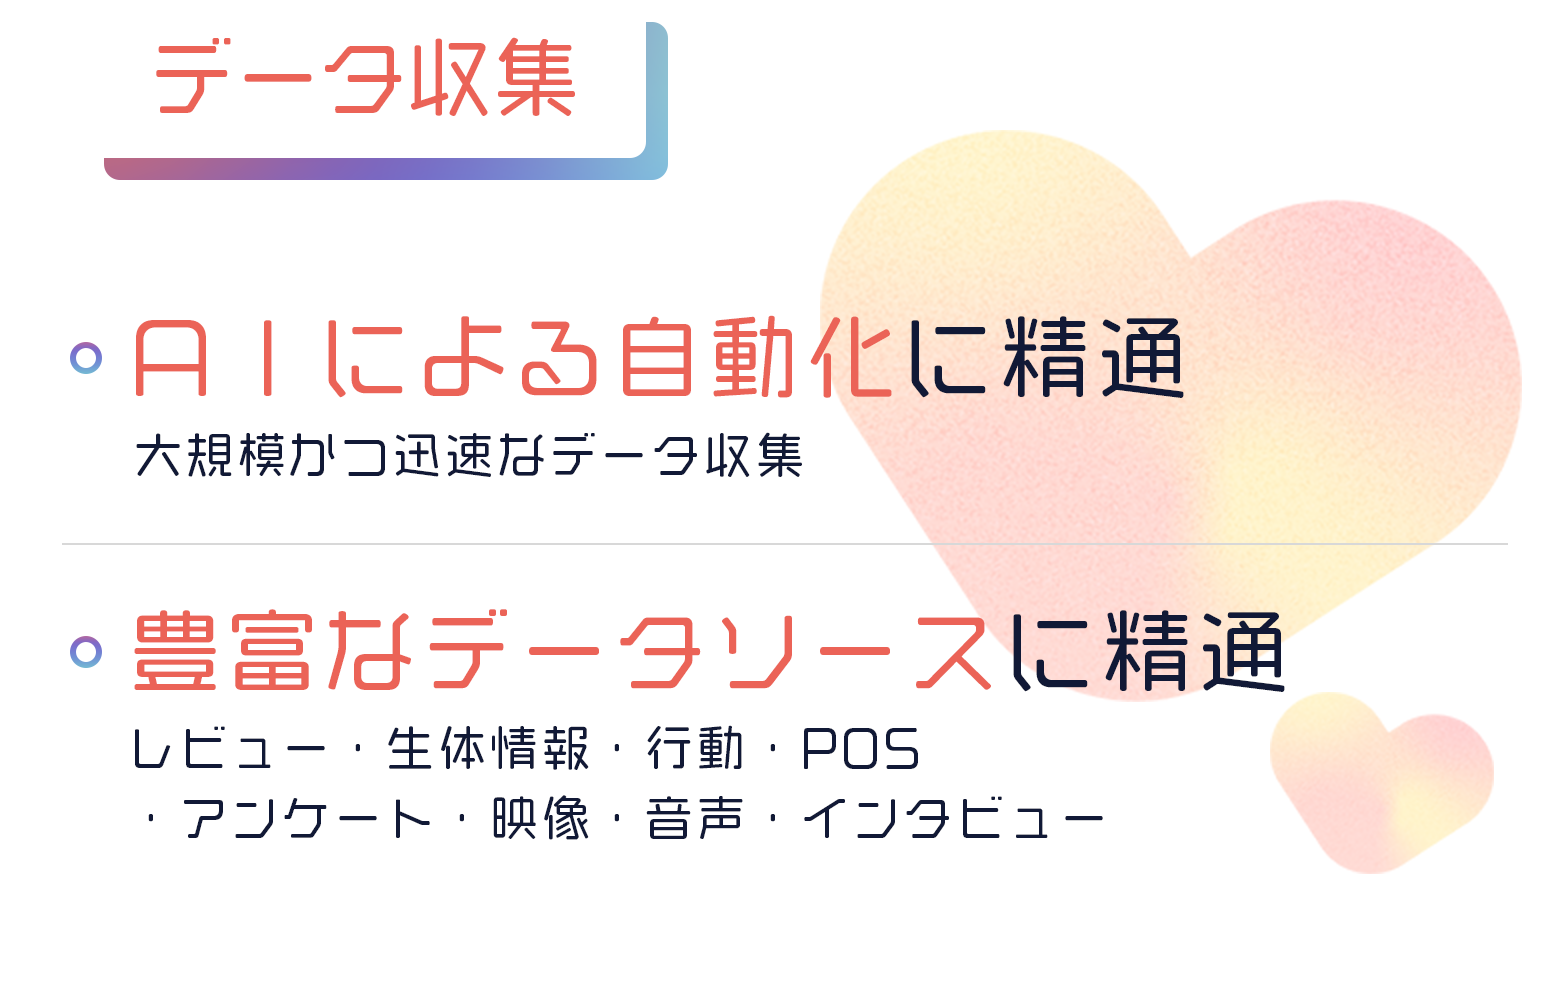 データ収集
AIによる自動化に精通
大規模かつ迅速なデータ収集
豊富なデータソースに精通
レビュー・生体情報・行動・POS
・アンケート・映像・音声・インタビュー